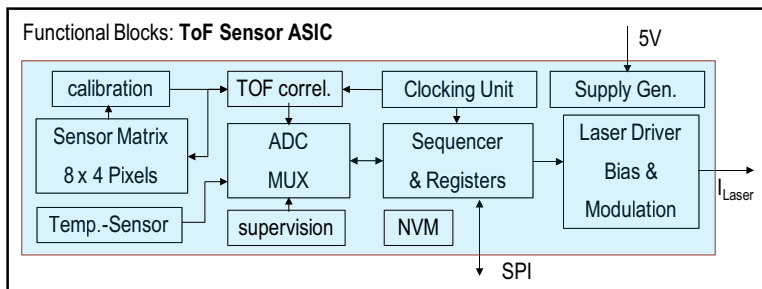 Functional Blocks: ToF Sensor ASIC
5V
calibration
TOF correl.
Clocking Unit
Supply Gen.
Sensor Matrix
8 x 4 Pixels
ADC
MUX
Sequencer
& Registers
Laser Driver
Bias &
Modulation
I Laser
Temp.-Sensor
supervision
NVM
SPI